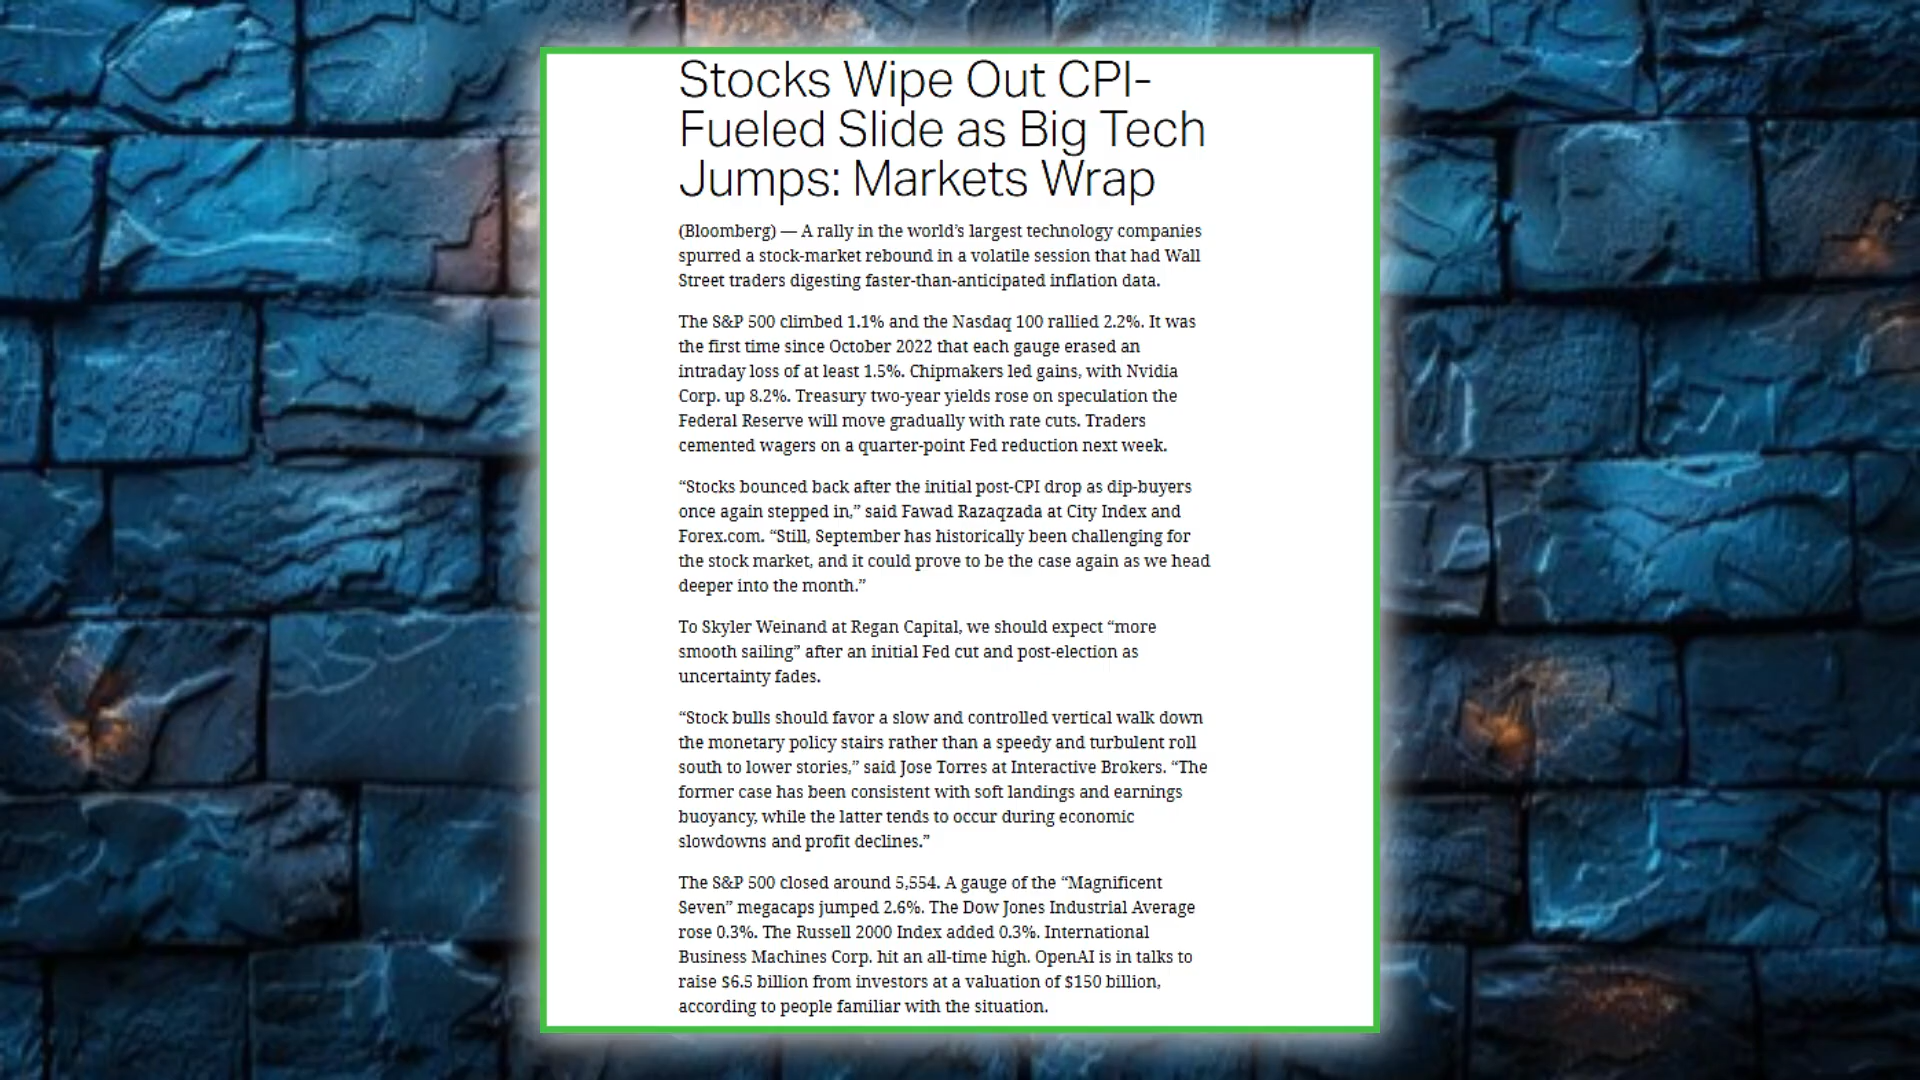 Stocks Wipe Out CPI-
Fueled Slide as Big Tech
Jumps: Markets Wrap
(Bloomberg) — A rally in the world’s largest technology companies
spurred a stock-market rebound in a volatile session that had Wall
Street traders digesting faster-than-anticipated inflation data.
The S&P 500 climbed 1.1% and the Nasdaq 100 rallied 2.2%. It was
the first time since October 2022 that each gauge erased an
intraday loss of at least 1.5%. Chipmakers led gains, with Nvidia
Corp. up 8.2%. Treasury two-year yields rose on speculation the
Federal Reserve will move gradually with rate cuts. Traders
cemented wagers on a quarter-point Fed reduction next week.
“Stocks bounced back after the initial post-CPI drop as dip-buyers
once again stepped in,” said Fawad Razaqzada at City Index and
Forex.com. “Still, September has historically been challenging for
the stock market, and it could prove to be the case again as we head
deeper into the month.”
To Skyler Weinand at Regan Capital, we should expect “more
smooth sailing” after an initial Fed cut and post-election as
uncertainty fades.
“Stock bulls should favor a slow and controlled vertical walk down
the monetary policy stairs rather than a speedy and turbulent roll
south to lower stories,” said Jose Torres at Interactive Brokers. “The
former case has been consistent with soft landings and earnings
buoyancy, while the latter tends to occur during economic
slowdowns and profit declines.”
The S&P 500 closed around 5,554. A gauge of the “Magnificent
Seven” megacaps jumped 2.6%. The Dow Jones Industrial Average
rose 0.3%. The Russell 2000 Index added 0.3%. International
Business Machines Corp. hit an all-time high. OpenAI is in talks to
raise $6.5 billion from investors at a valuation of $150 billion,
according to people familiar with the situation.